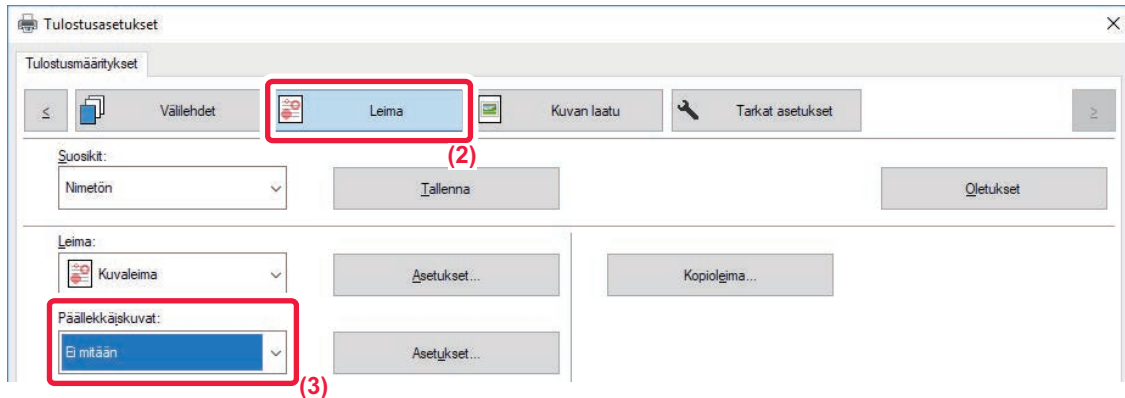 Tulostusasetukset
Tulostusmääritykset
< Välilehdet Leima Kuvan laatu Tarkat asetukset >
(2)
Suosikit:
Nimetön Tallenna Oletukset
Leima:
Kuvaleima Asetukset... Kopioleima...
Päällekkäiskuvat:
Ei mitään Asetukset...
(3)